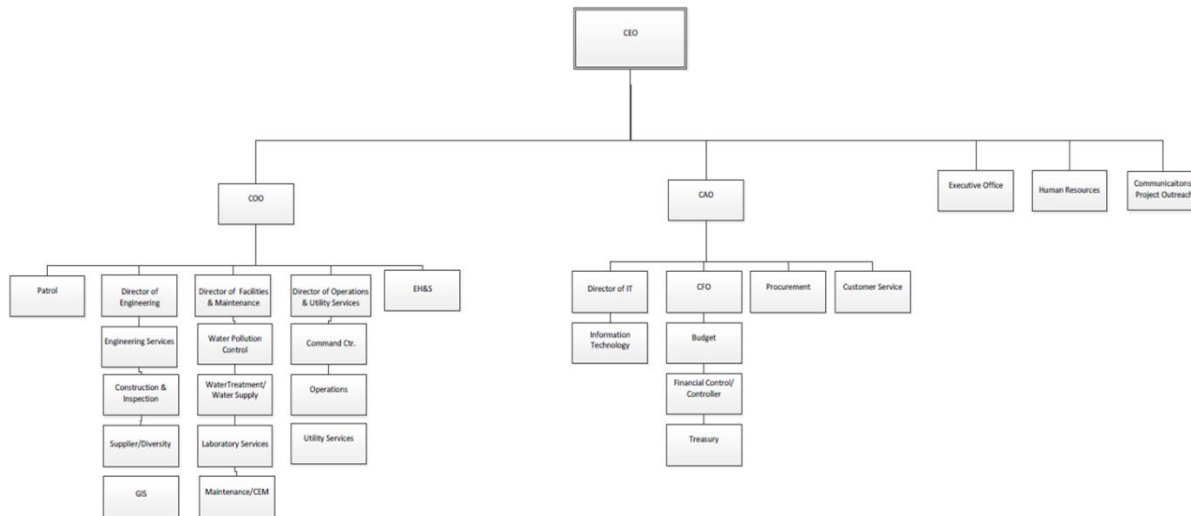 CEO
COO
CAO
Executive Office
Human Resources
Communicaitons
Project Outreach
Patrol
Director of
Engineering
Director of Facilities
& Maintenance
Director of Operations
& Utility Services
EH&S
Director of IT
CFO
Procurement
Customer Service
Engineering Services
Water Pollution
Control
Command Ctr.
Information
Technology
Budget
Construction &
Inspection
WaterTreatment/
Water Supply
Operations
Financial Control/
Controller
Supplier/Diversity
Laboratory Services
Utility Services
Treasury
GIS
Maintenance/CEM